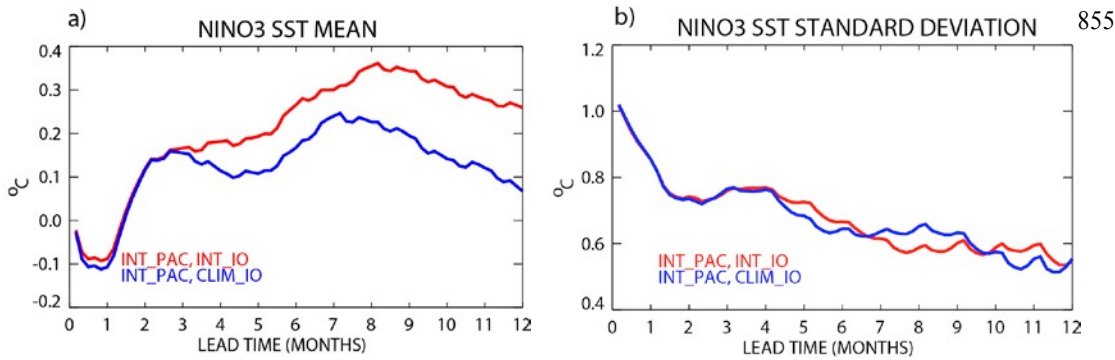 a) NINO3 SST MEAN
0.4
0.3
0.2
0.1
0.0
-0.1
-0.2
°C
INT_PAC, INT_IO
INT_PAC, CLIM_IO
0 1 2 3 4 5 6 7 8 9 10 11 12
LEAD TIME (MONTHS)
b) NINO3 SST STANDARD DEVIATION
855
1.2
1.0
0.8
0.6
0.4
°C
INT_PAC, INT_IO
INT_PAC, CLIM_IO
0 1 2 3 4 5 6 7 8 9 10 11 12
LEAD TIME (MONTHS)